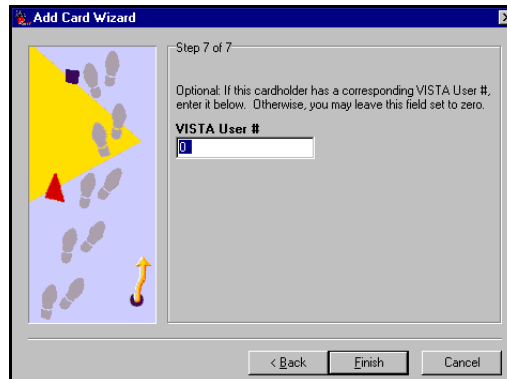 Add Card Wizard
Step 7 of 7
Optional: If this cardholder has a corresponding VISTA User #,
enter it below. Otherwise, you may leave this field set to zero.
VISTA User #
0
< Back
Finish
Cancel